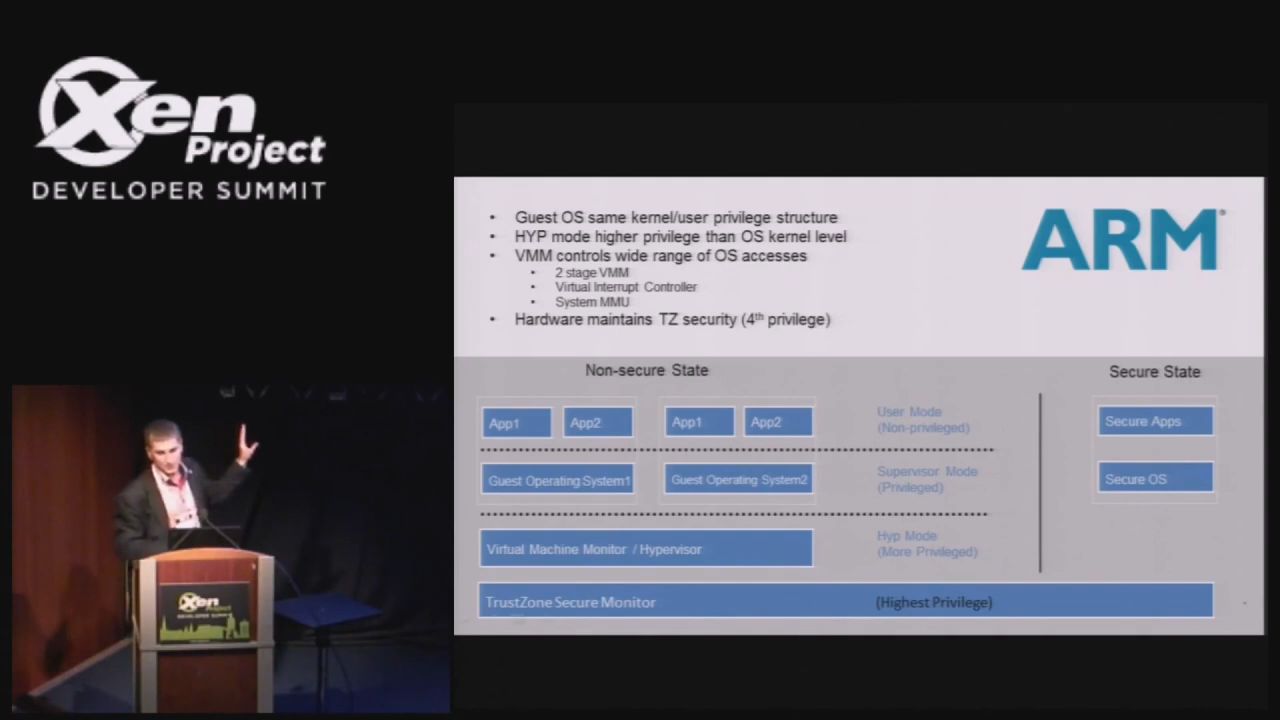 Xen
Project
DEVELOPER SUMMIT
Guest OS same kernel/user privilege structure
HYP mode higher privilege than OS kernel level
VMM controls wide range of OS accesses
2 stage VMM
Virtual Interrupt Controller
System MMU
Hardware maintains TZ security (4th privilege)
ARM®
Non-secure State
Secure State
App1
App2
App1
App2
User Mode
(Non-privileged)
Secure Apps
Guest Operating System1
Guest Operating System2
Supervisor Mode
(Privileged)
Secure OS
Virtual Machine Monitor / Hypervisor
Hyp Mode
(More Privileged)
TrustZone Secure Monitor
(Highest Privilege)
Xen
Project
DEVELOPER SUMMIT